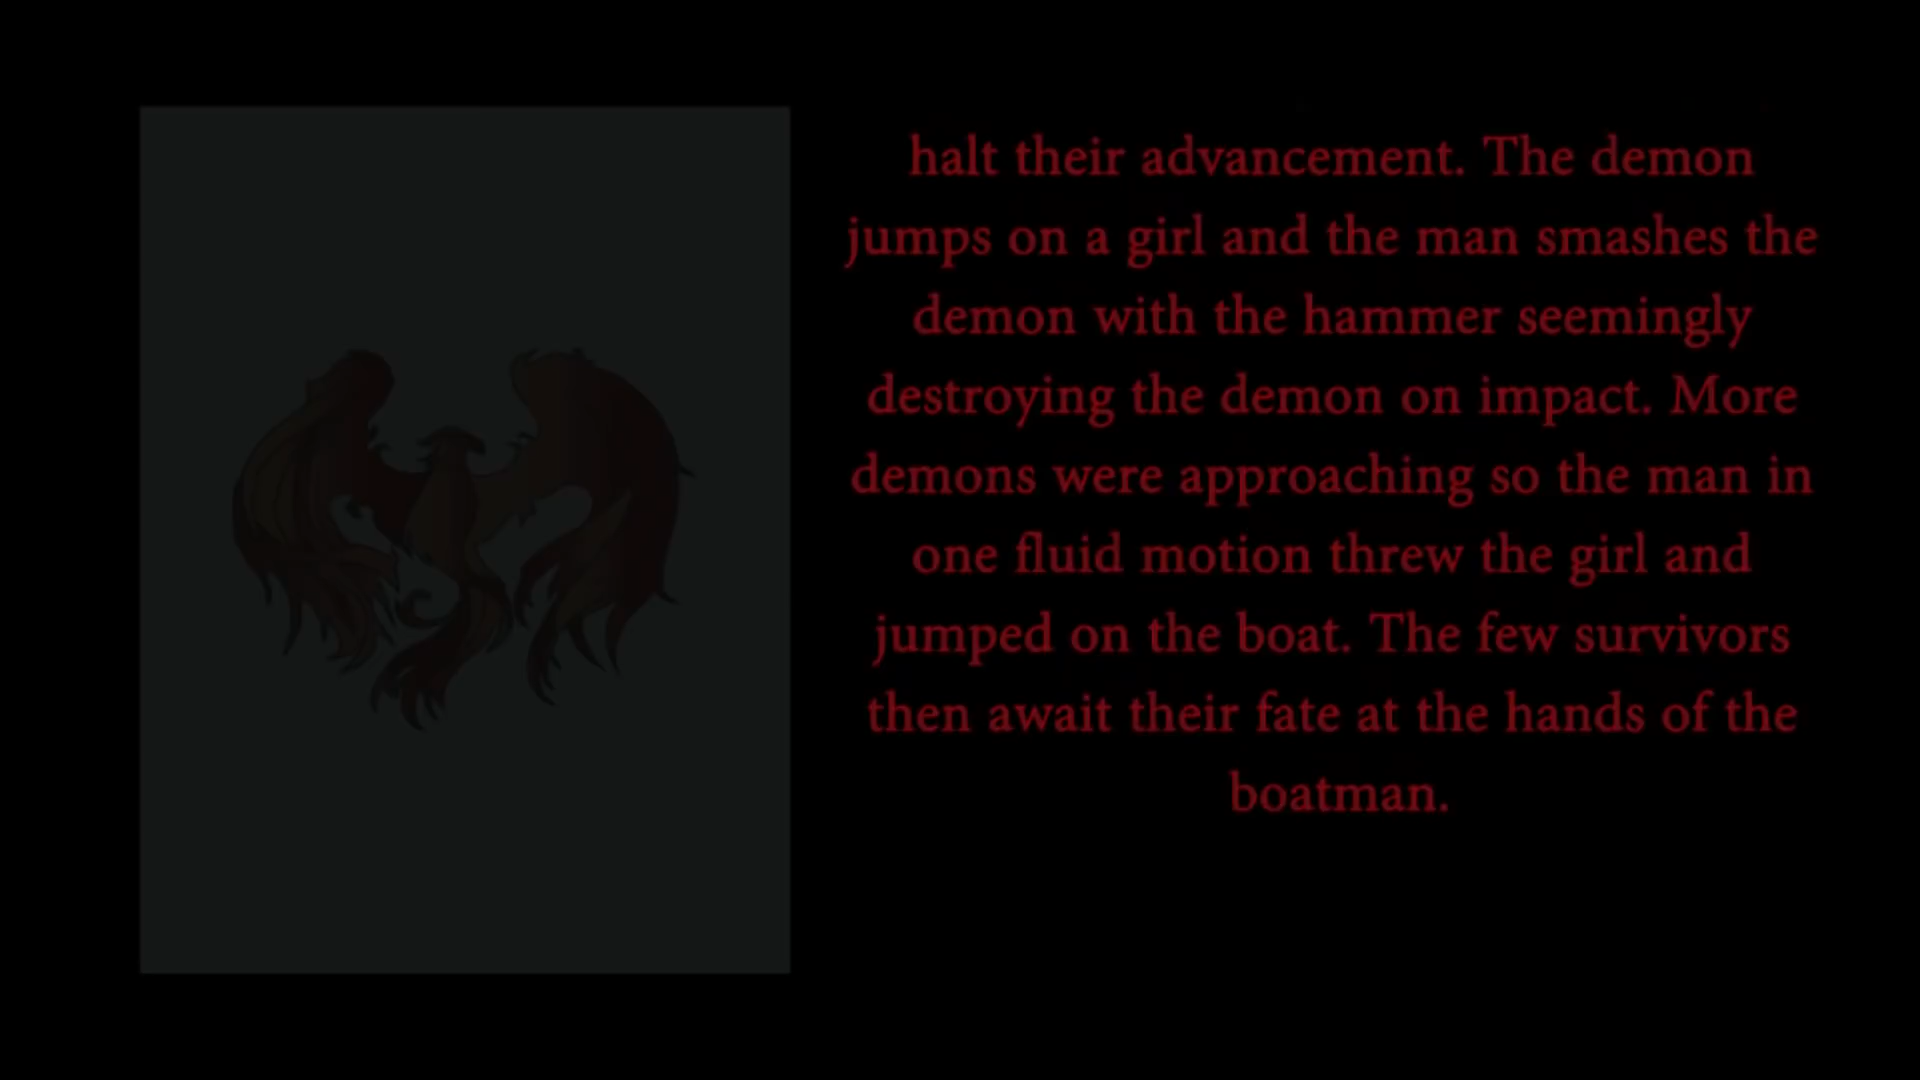 halt their advancement. The demon
jumps on a girl and the man smashes the
demon with the hammer seemingly
destroying the demon on impact. More
demons were approaching so the man in
one fluid motion threw the girl and
jumped on the boat. The few survivors
then await their fate at the hands of the
boatman.